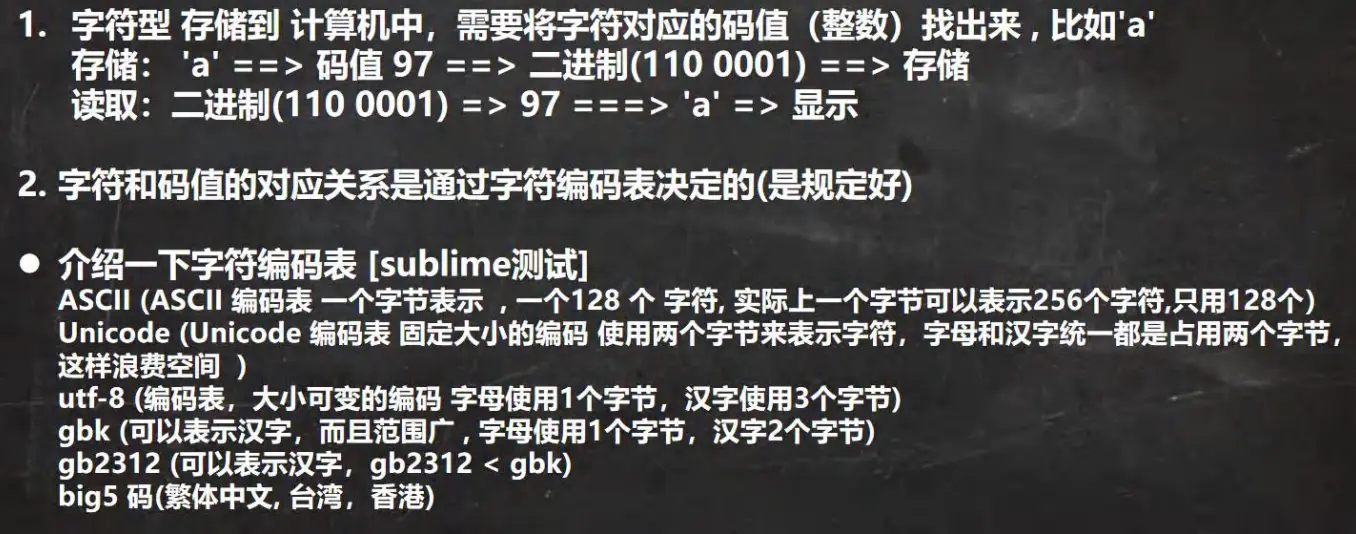 1. 字符型 存储到 计算机中，需要将字符对应的码值（整数）找出来 , 比如'a'
存储： 'a' ==> 码值 97 ==> 二进制(110 0001) ==> 存储
读取：二进制(110 0001) => 97 ===> 'a' => 显示
2. 字符和码值的对应关系是通过字符编码表决定的(是规定好)
● 介绍一下字符编码表 [sublime测试]
ASCII (ASCII 编码表 一个字节表示 , 一个128 个 字符, 实际上一个字节可以表示256个字符,只用128个）
Unicode (Unicode 编码表 固定大小的编码 使用两个字节来表示字符，字母和汉字统一都是占用两个字节，
这样浪费空间 ）
utf-8 (编码表，大小可变的编码 字母使用1个字节，汉字使用3个字节)
gbk (可以表示汉字，而且范围广 , 字母使用1个字节，汉字2个字节)
gb2312 (可以表示汉字，gb2312 < gbk)
big5 码(繁体中文, 台湾，香港)